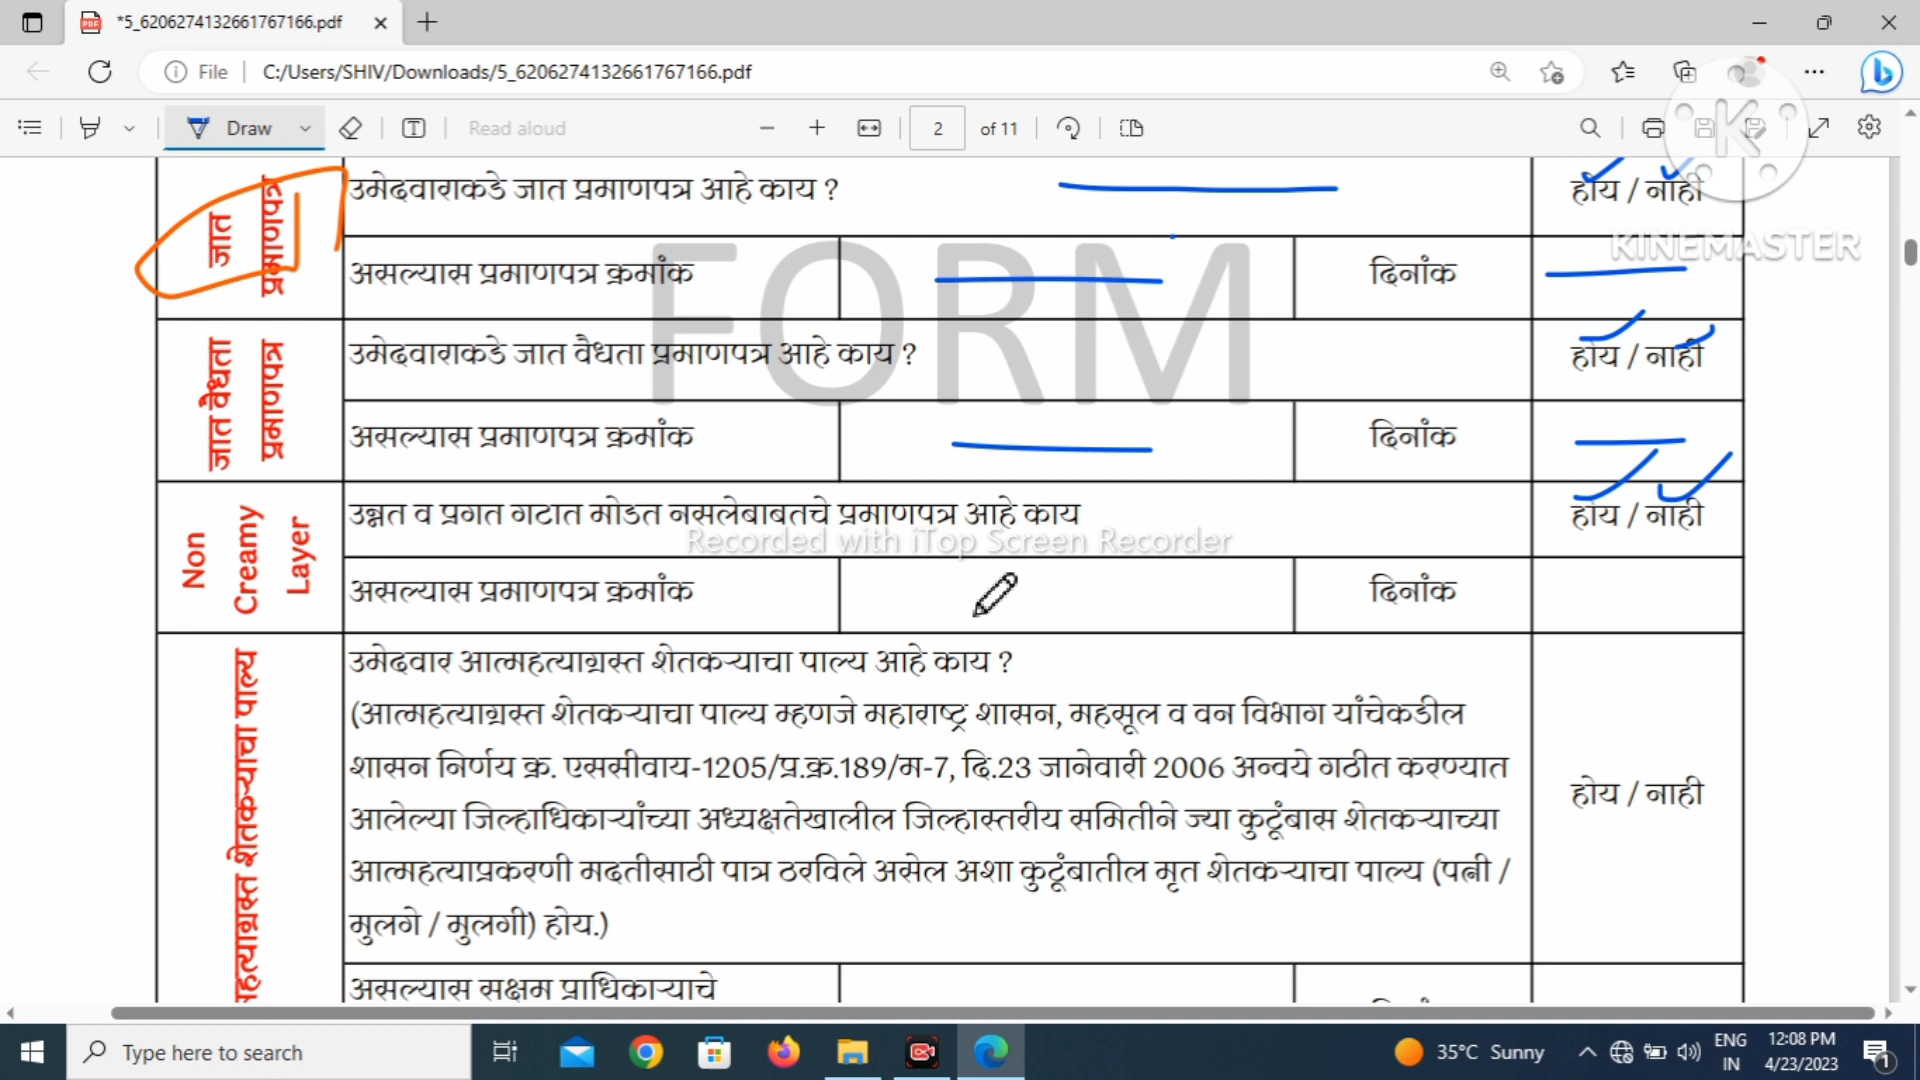 *5_6206274132661767166.pdf
File
C:/Users/SHIV/Downloads/5_6206274132661767166.pdf
Draw
Read aloud
2
of 11
जात
प्रमाणपत्र
उमेदवाराकडे जात प्रमाणपत्र आहे काय ?
होय / नाही
KINEMASTER
असल्यास प्रमाणपत्र क्रमांक
दिनांक
FORM
जात वैधता
प्रमाणपत्र
उमेदवाराकडे जात वैधता प्रमाणपत्र आहे काय ?
होय / नाही
असल्यास प्रमाणपत्र क्रमांक
दिनांक
Non
Creamy
Layer
उन्नत व प्रगत गटात मोडत नसलेबाबतचे प्रमाणपत्र आहे काय
होय / नाही
Recorded with iTop Screen Recorder
असल्यास प्रमाणपत्र क्रमांक
दिनांक
हत्याग्रस्त शेतकऱ्याचा पाल्य
उमेदवार आत्महत्याग्रस्त शेतकऱ्याचा पाल्य आहे काय ?
(आत्महत्याग्रस्त शेतकऱ्याचा पाल्य म्हणजे महाराष्ट्र शासन, महसूल व वन विभाग यांचेकडील
शासन निर्णय क्र. एससीवाय-1205/प्र.क्र.189/म-7, दि.23 जानेवारी 2006 अन्वये गठीत करण्यात
होय / नाही
आलेल्या जिल्हाधिकाऱ्यांच्या अध्यक्षतेखालील जिल्हास्तरीय समितीने ज्या कुटूंबास शेतकऱ्याच्या
आत्महत्याप्रकरणी मदतीसाठी पात्र ठरविले असेल अशा कुटूंबातील मृत शेतकऱ्याचा पाल्य (पत्नी /
मुलगे / मुलगी) होय.)
असल्यास सक्षम प्राधिकाऱ्याचे
Type here to search
35°C Sunny
ENG
IN
12:08 PM
4/23/2023
1